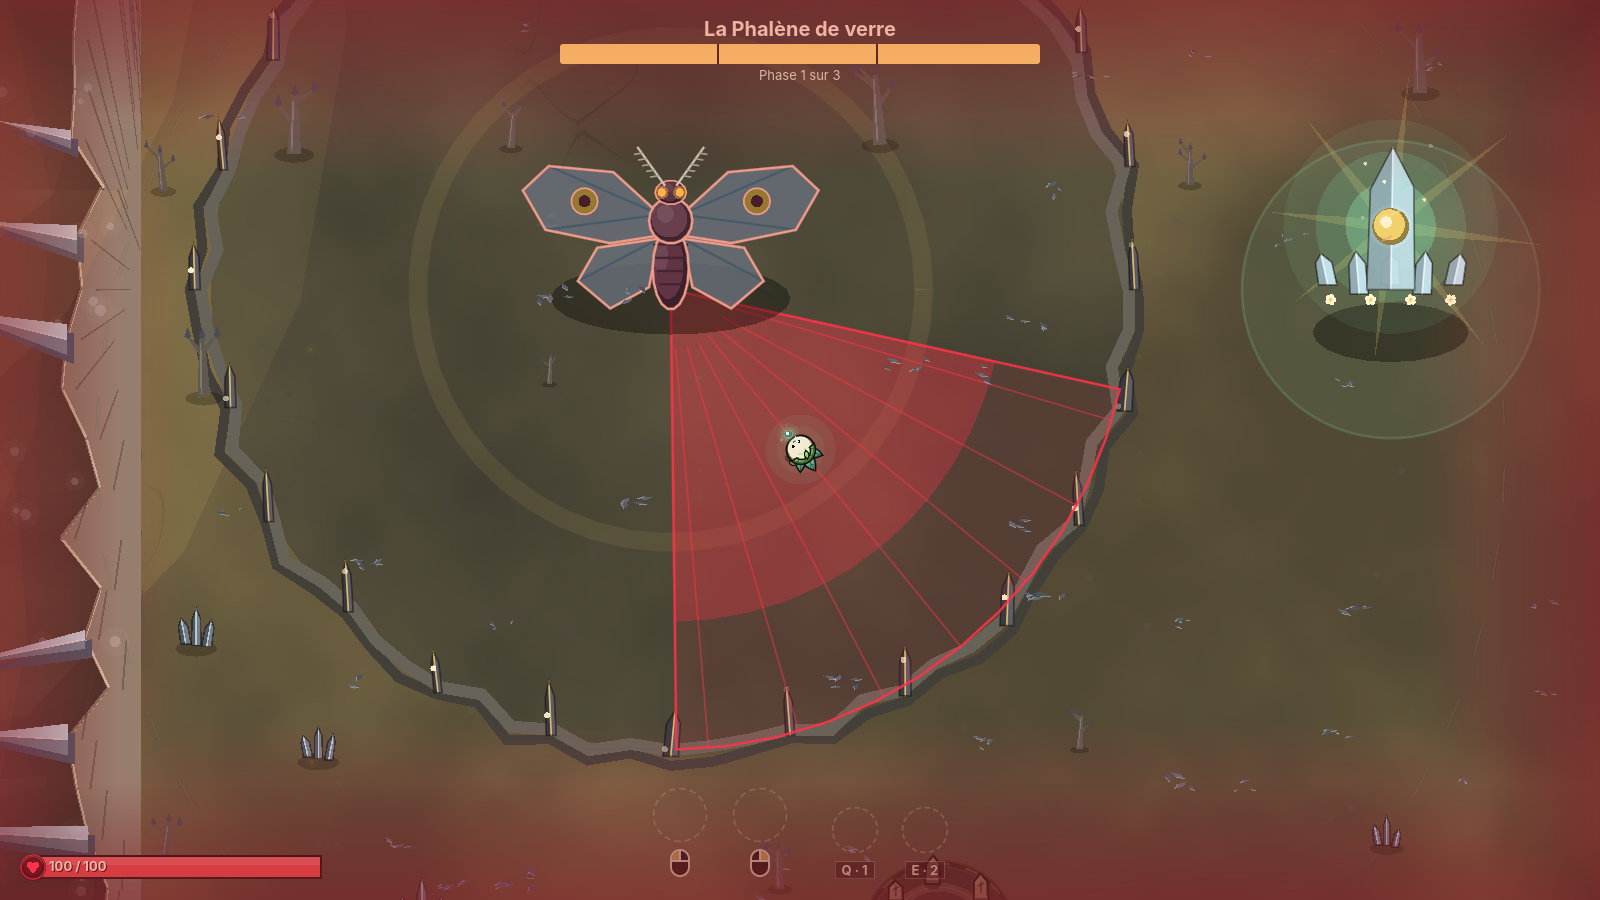 La Phalène de verre
Phase 1 sur 3
100 / 100
Q · 1
E · 2